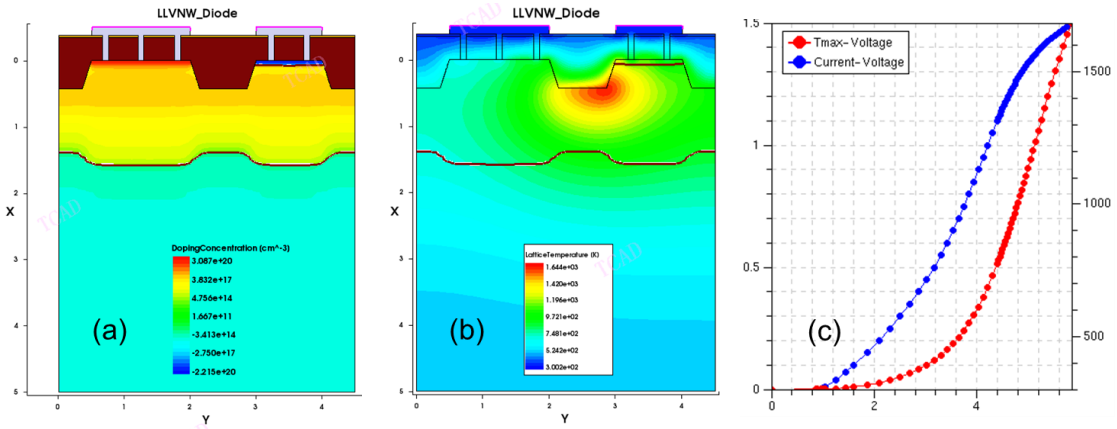 LLVNW_Diode
X
0
1
2
3
4
5
TCAD
TCAD
DopingConcentration (cm^-3)
3.087e+20
3.832e+17
4.756e+14
1.667e+11
-3.413e+14
-2.750e+17
-2.215e+20
(a)
0 1 2 3 4
Y
LLVNW_Diode
TCAD
X
0
1
2
3
4
5
TCAD
LatticeTemperature (K)
1.644e+03
1.420e+03
1.196e+03
9.721e+02
7.481e+02
5.242e+02
3.002e+02
(b)
0 1 2 3 4
Y
Tmax-Voltage
Current-Voltage
1.5
1
0.5
0
1500
1000
500
(c)
2 4